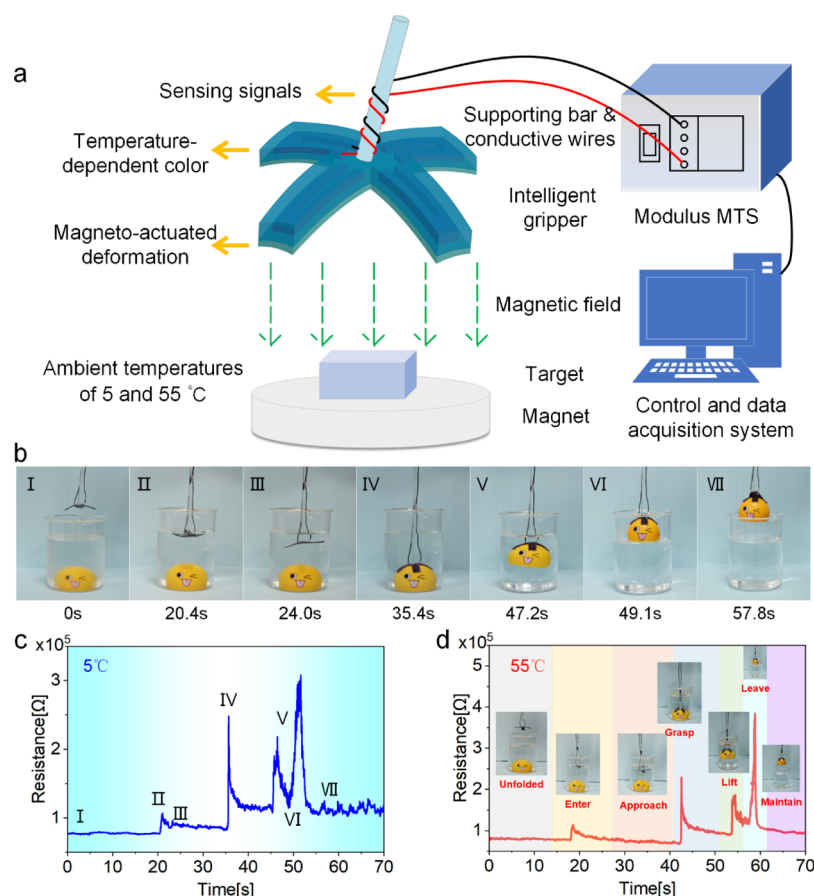 a
Sensing signals
Temperature-
dependent color
Magneto-actuated
deformation
Ambient temperatures
of 5 and 55 °C
Supporting bar &
conductive wires
Intelligent
gripper
Magnetic field
Target
Magnet
Modulus MTS
Control and data
acquisition system
b
I II III IV V VI VII
0s 20.4s 24.0s 35.4s 47.2s 49.1s 57.8s
c
x10⁵
5℃
Resistance[Ω]
3
2
1
I
II
III
IV
V
VI
VII
0 10 20 30 40 50 60 70
Time[s]
d
x10⁵
55℃
Resistance[Ω]
5
4
3
2
1
Unfolded
Enter
Approach
Grasp
Lift
Leave
Maintain
0 10 20 30 40 50 60 70
Time[s]